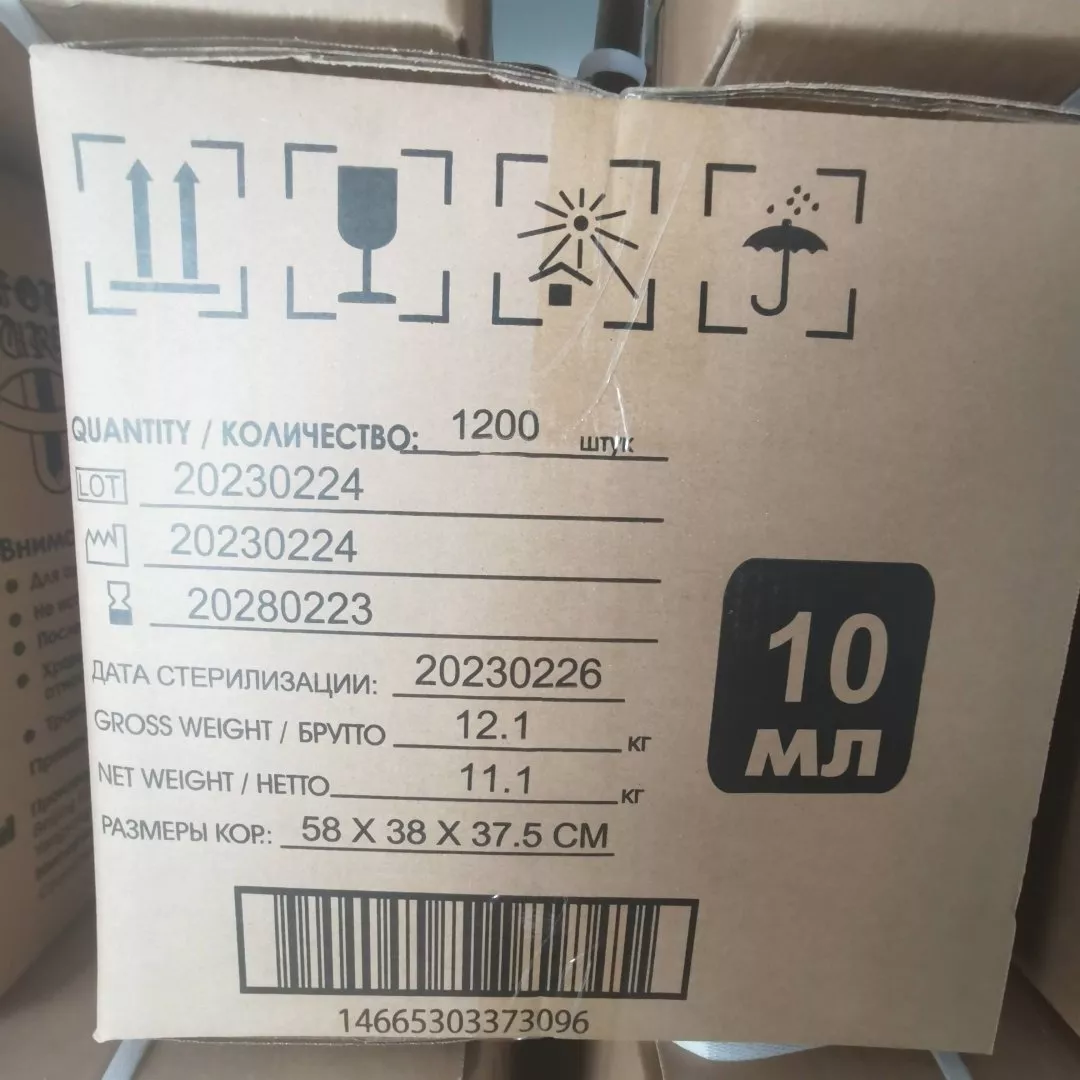 QUANTITY / КОЛИЧЕСТВО: 1200 штук
LOT 20230224
20230224
20280223
ДАТА СТЕРИЛИЗАЦИИ: 20230226
GROSS WEIGHT / БРУТТО 12.1 кг
NET WEIGHT / НЕТТО 11.1 кг
РАЗМЕРЫ КОР.: 58 X 38 X 37.5 CM
10
МЛ
14665303373096